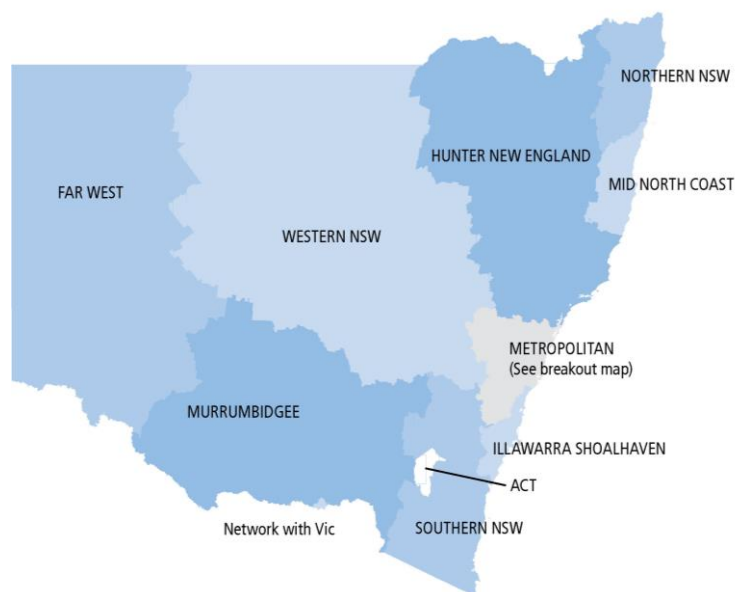 NORTHERN NSW
HUNTER NEW ENGLAND
MID NORTH COAST
FAR WEST
WESTERN NSW
METROPOLITAN
(See breakout map)
MURRUMBIDGEE
ILLAWARRA SHOALHAVEN
ACT
Network with Vic
SOUTHERN NSW